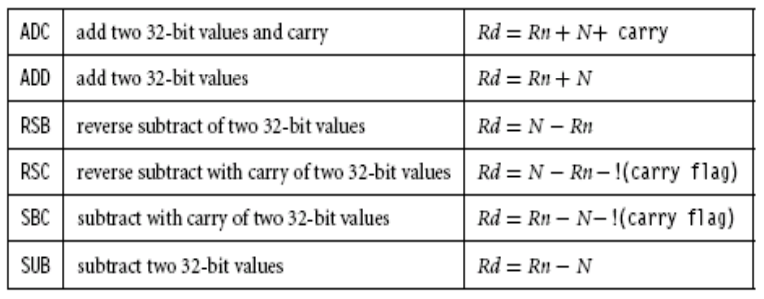 ADC add two 32-bit values and carry Rd = Rn + N+ carry
ADD add two 32-bit values Rd = Rn + N
RSB reverse subtract of two 32-bit values Rd = N − Rn
RSC reverse subtract with carry of two 32-bit values Rd = N − Rn − !(carry flag)
SBC subtract with carry of two 32-bit values Rd = Rn − N− !(carry flag)
SUB subtract two 32-bit values Rd = Rn − N